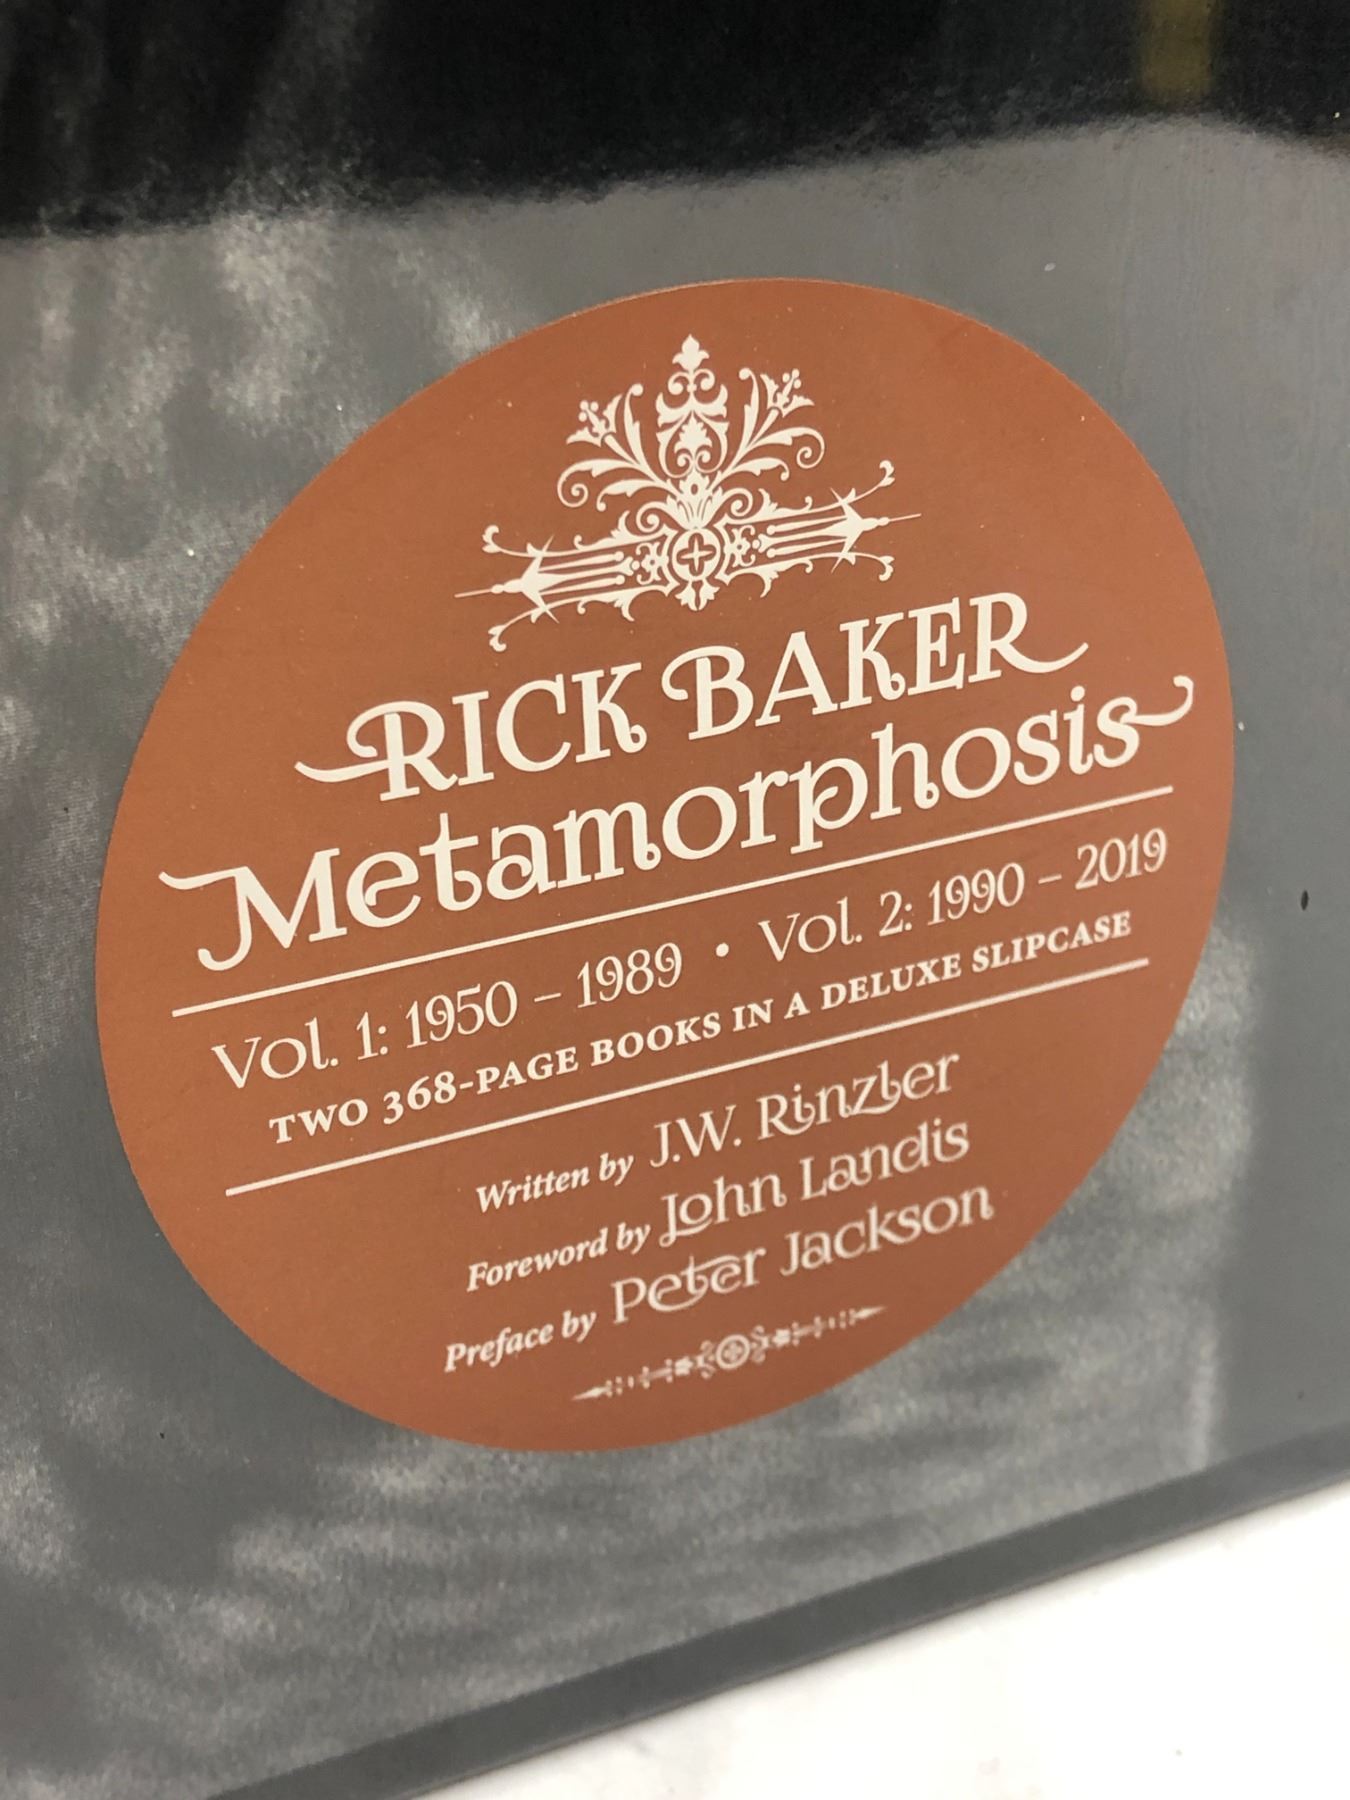 RICK BAKER
Metamorphosis
Vol. 1: 1950 – 1989 • Vol. 2: 1990 – 2019
TWO 368-PAGE BOOKS IN A DELUXE SLIPCASE
Written by J.W. Rinzler
Foreword by John Landis
Preface by Peter Jackson